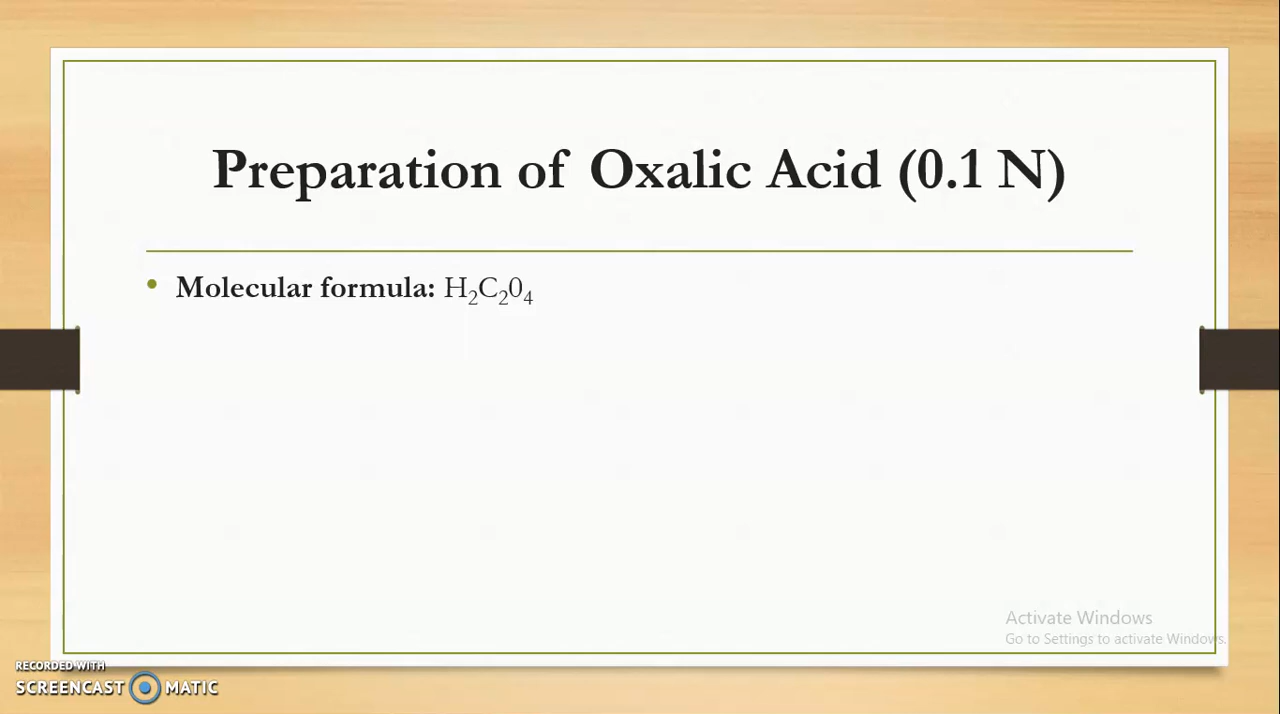 Preparation of Oxalic Acid (0.1 N)
• Molecular formula: H₂C₂0₄
Activate Windows
Go to Settings to activate Windows.
RECORDED WITH
SCREENCAST MATIC